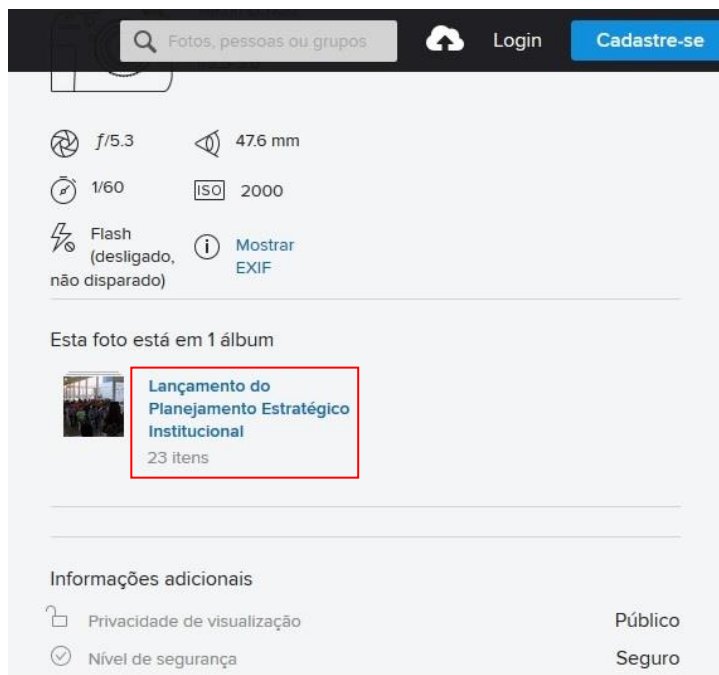 Fotos, pessoas ou grupos Login Cadastre-se
ƒ/5.3 47.6 mm
1/60 ISO 2000
Flash
(desligado,
não disparado)
Mostrar
EXIF
Esta foto está em 1 álbum
Lançamento do
Planejamento Estratégico
Institucional
23 itens
Informações adicionais
Privacidade de visualização Público
Nível de segurança Seguro